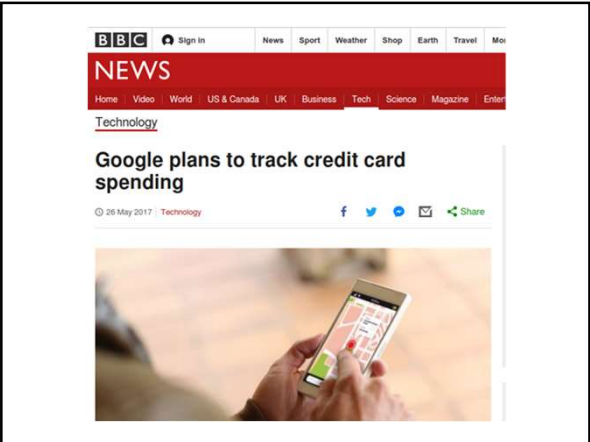 BBC Sign in News Sport Weather Shop Earth Travel
NEWS
Home Video World US & Canada UK Business Tech Science Magazine
Technology
Google plans to track credit card
spending
26 May 2017 Technology Share